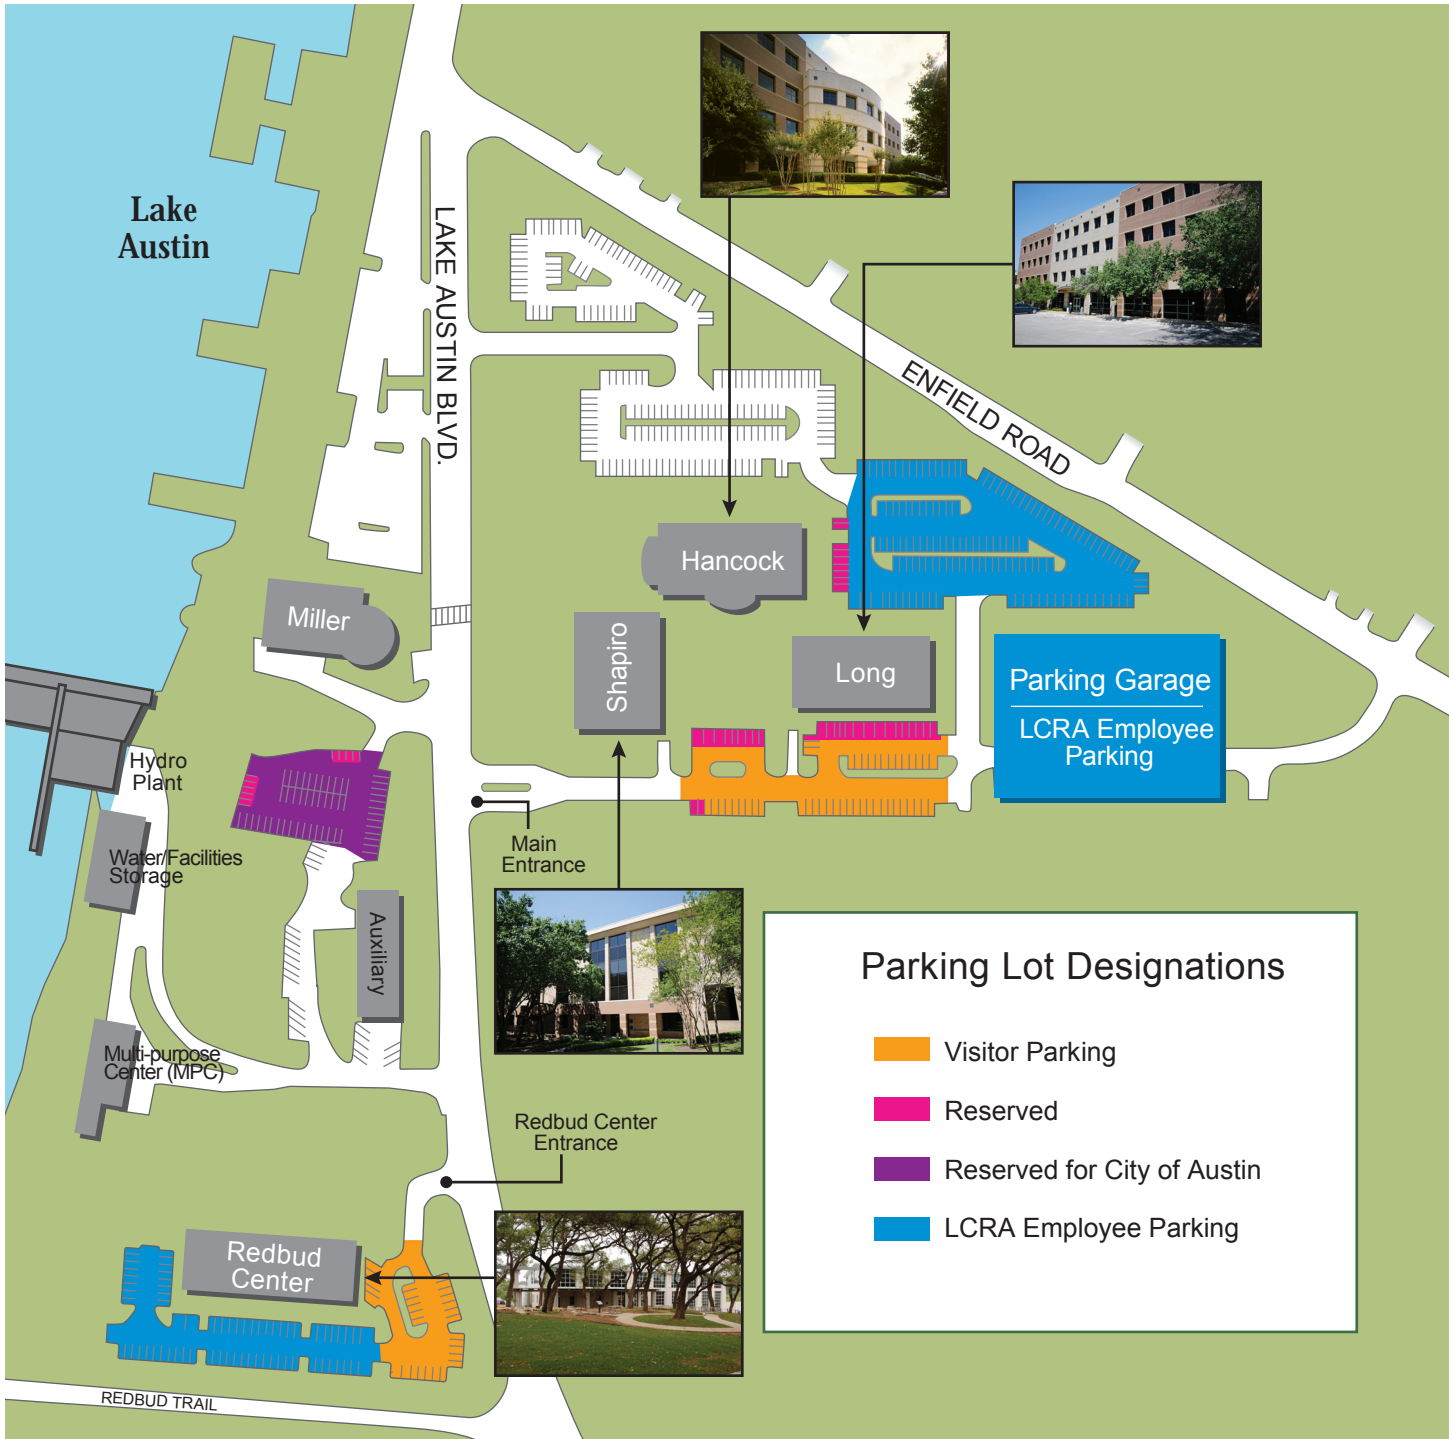 Lake
Austin
LAKE AUSTIN BLVD.
ENFIELD ROAD
Hancock
Miller
Shapiro
Long
Parking Garage
LCRA Employee
Parking
Hydro
Plant
Main
Entrance
Water/Facilities
Storage
Auxiliary
Multi-purpose
Center (MPC)
Redbud Center
Entrance
Redbud
Center
REDBUD TRAIL
Parking Lot Designations
Visitor Parking
Reserved
Reserved for City of Austin
LCRA Employee Parking